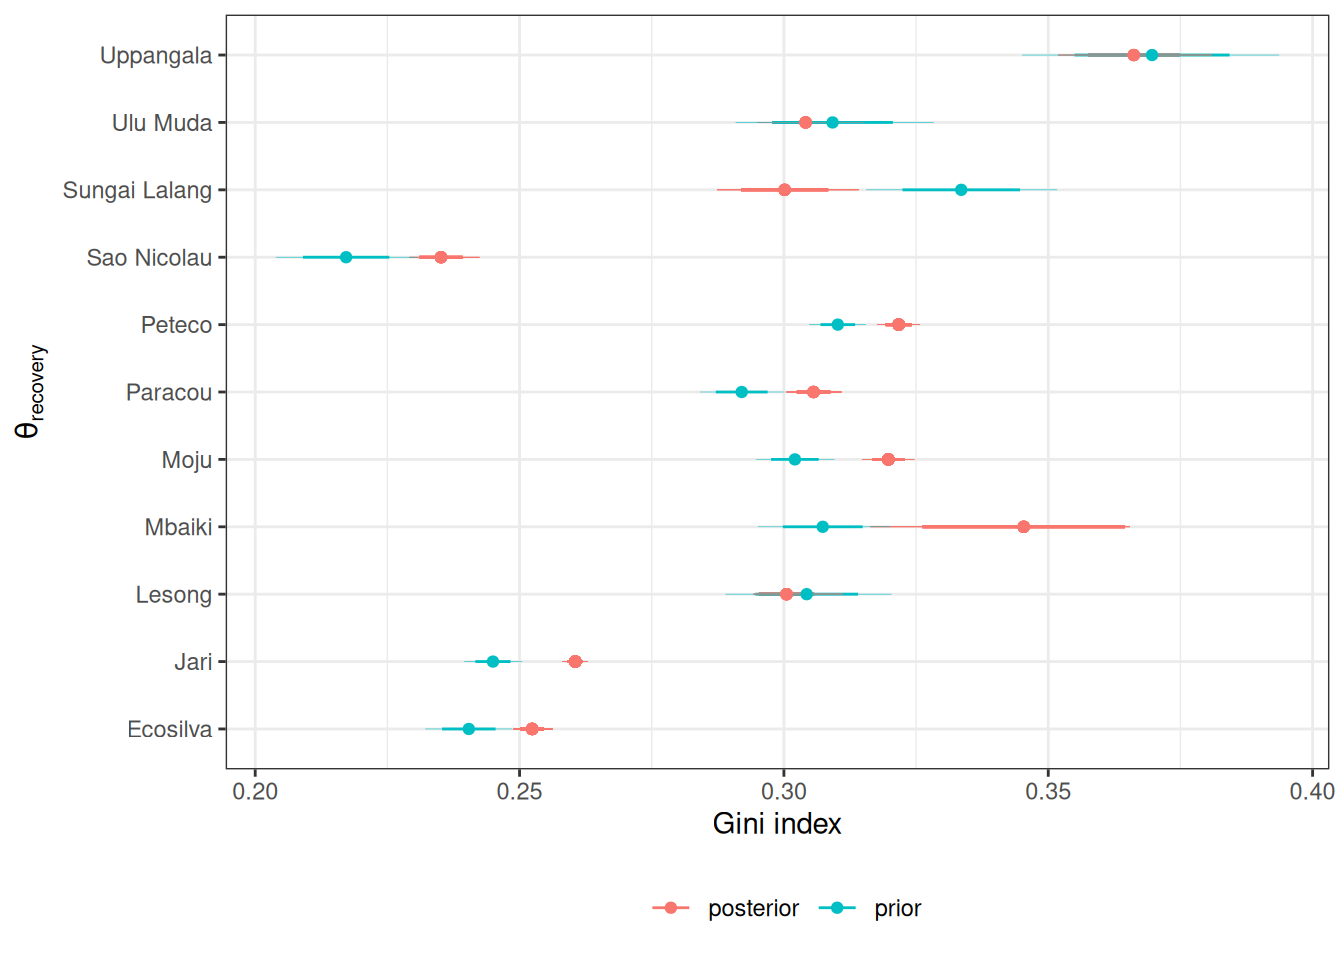 Uppangala
Ulu Muda
Sungai Lalang
Sao Nicolau
Peteco
Paracou
Moju
Mbaiki
Lesong
Jari
Ecosilva
θrecovery
0.20 0.25 0.30 0.35 0.40
Gini index
posterior prior